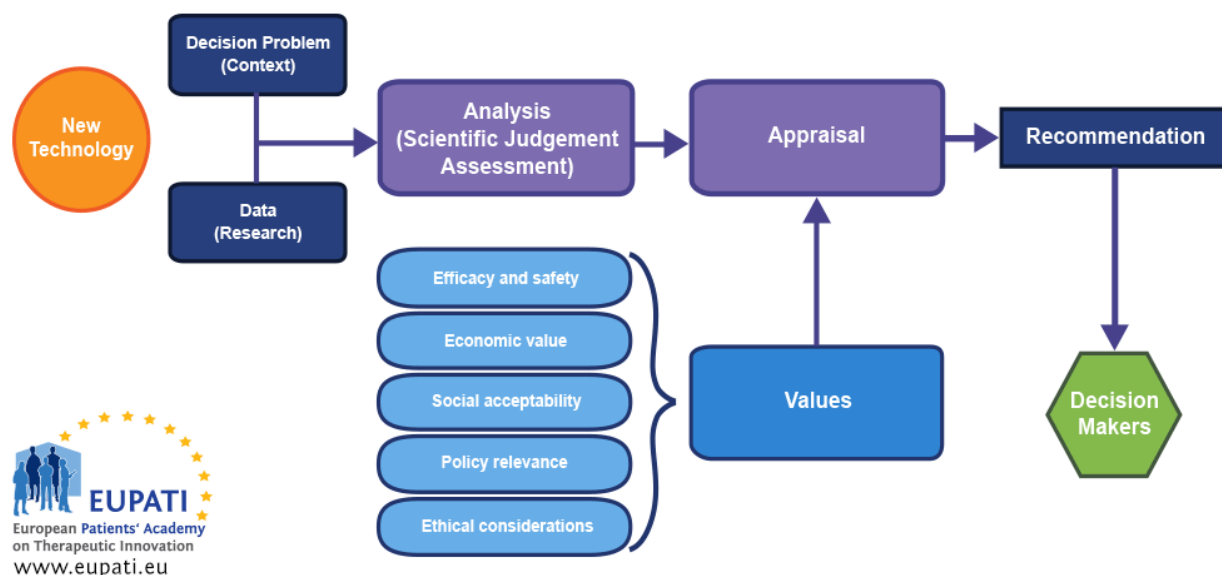 New
Technology
Decision Problem
(Context)
Data
(Research)
Analysis
(Scientific Judgement
Assessment)
Appraisal
Recommendation
Efficacy and safety
Economic value
Social acceptability
Policy relevance
Ethical considerations
Values
Decision
Makers
EUPATI
European Patients' Academy
on Therapeutic Innovation
www.eupati.eu